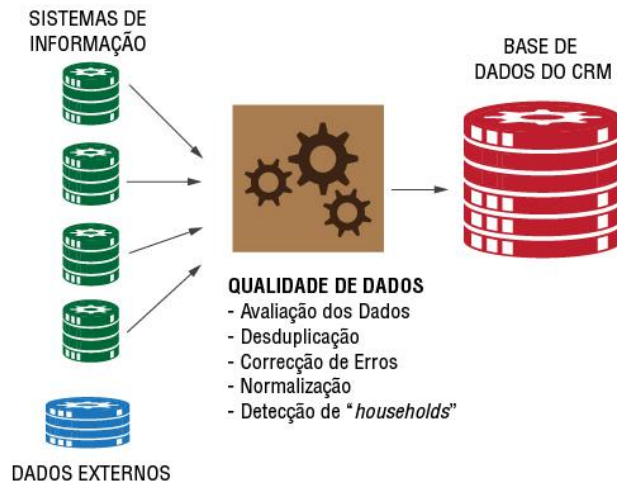 SISTEMAS DE
INFORMAÇÃO
BASE DE
DADOS DO CRM
QUALIDADE DE DADOS
- Avaliação dos Dados
- Desduplicação
- Correcção de Erros
- Normalização
- Detecção de “households”
DADOS EXTERNOS